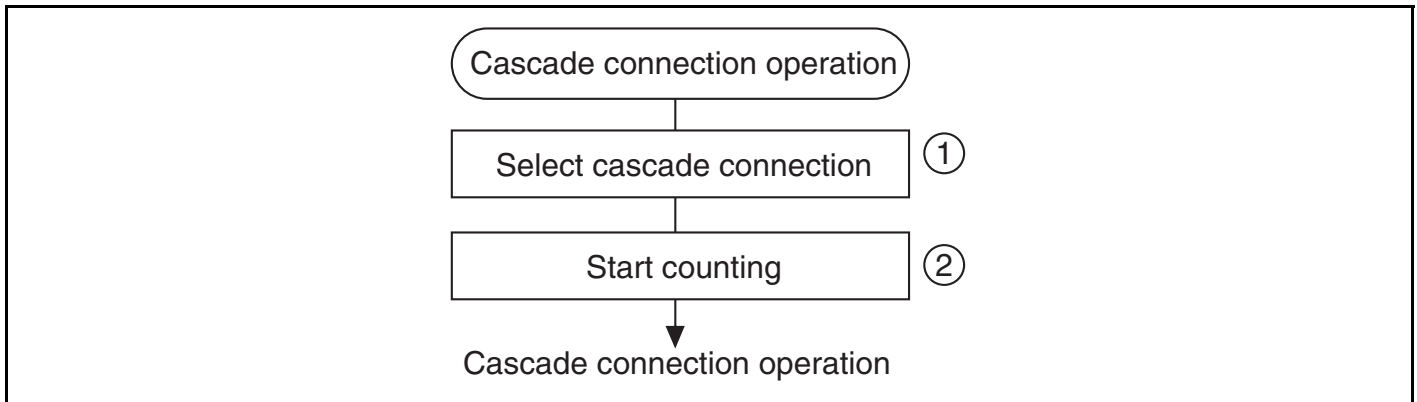 Cascade connection operation
Select cascade connection
①
Start counting
②
Cascade connection operation